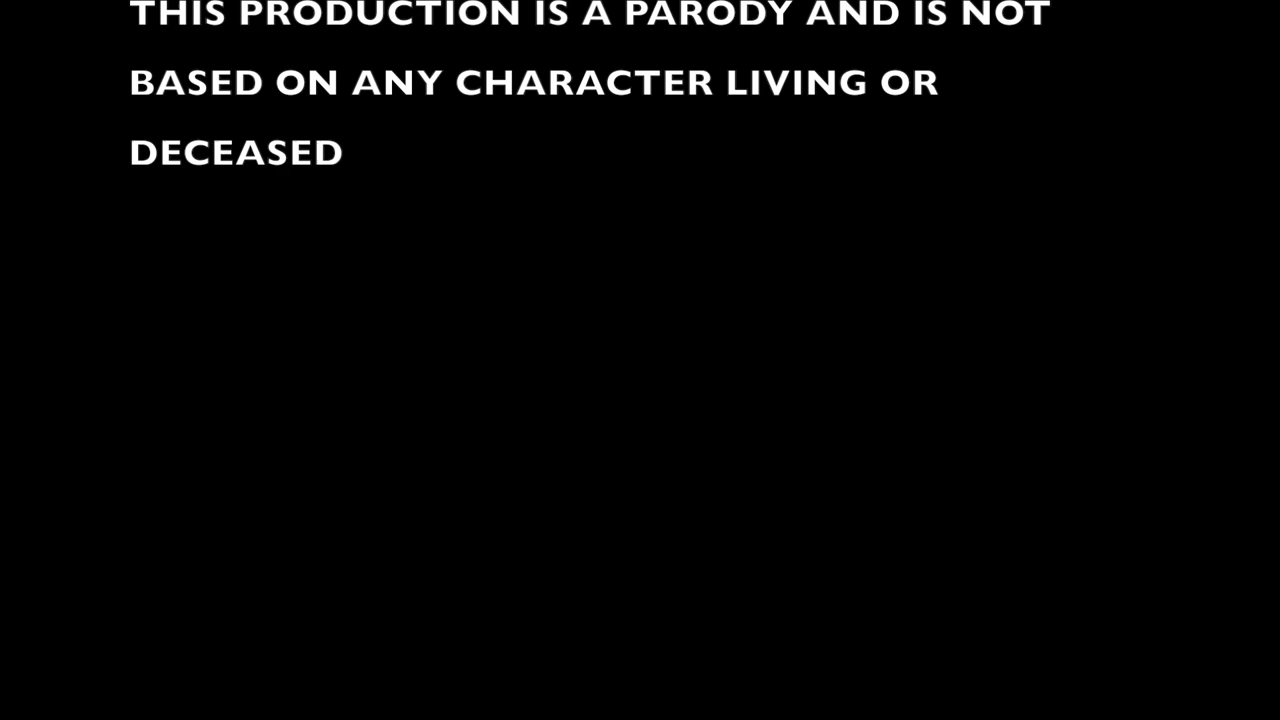 THIS PRODUCTION IS A PARODY AND IS NOT
BASED ON ANY CHARACTER LIVING OR
DECEASED